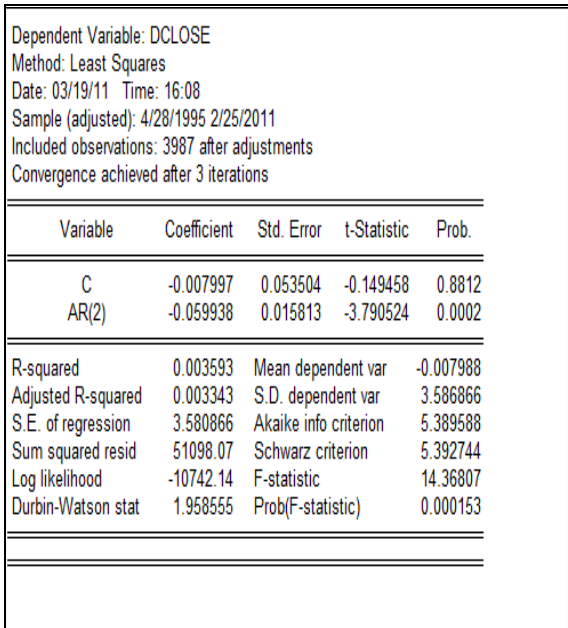 Dependent Variable: DCLOSE
Method: Least Squares
Date: 03/19/11 Time: 16:08
Sample (adjusted): 4/28/1995 2/25/2011
Included observations: 3987 after adjustments
Convergence achieved after 3 iterations
Variable Coefficient Std. Error t-Statistic Prob.
C -0.007997 0.053504 -0.149458 0.8812
AR(2) -0.059938 0.015813 -3.790524 0.0002
R-squared 0.003593 Mean dependent var -0.007988
Adjusted R-squared 0.003343 S.D. dependent var 3.586866
S.E. of regression 3.580866 Akaike info criterion 5.389588
Sum squared resid 51098.07 Schwarz criterion 5.392744
Log likelihood -10742.14 F-statistic 14.36807
Durbin-Watson stat 1.958555 Prob(F-statistic) 0.000153